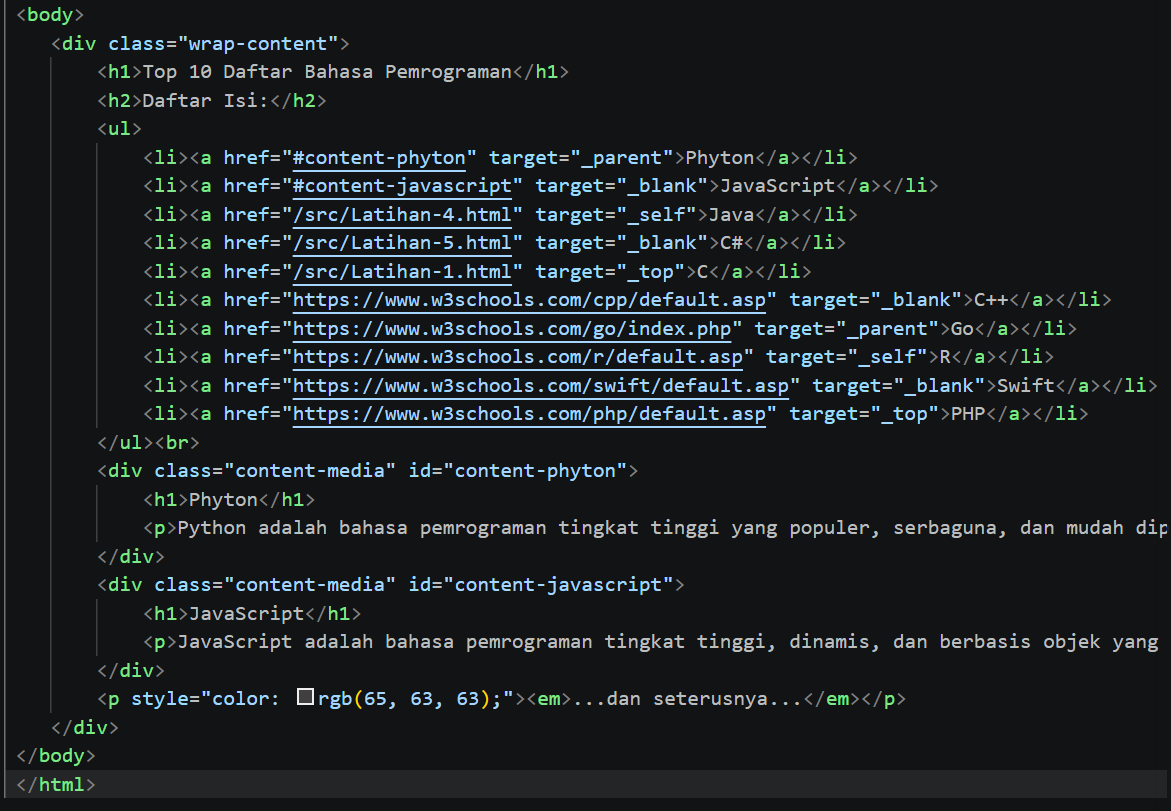 <body>
<div class="wrap-content">
<h1>Top 10 Daftar Bahasa Pemrograman</h1>
<h2>Daftar Isi:</h2>
<ul>
<li><a href="#content-phyton" target="_parent">Phyton</a></li>
<li><a href="#content-javascript" target="_blank">JavaScript</a></li>
<li><a href="/src/Latihan-4.html" target="_self">Java</a></li>
<li><a href="/src/Latihan-5.html" target="_blank">C#</a></li>
<li><a href="/src/Latihan-1.html" target="_top">C</a></li>
<li><a href="https://www.w3schools.com/cpp/default.asp" target="_blank">C++</a></li>
<li><a href="https://www.w3schools.com/go/index.php" target="_parent">Go</a></li>
<li><a href="https://www.w3schools.com/r/default.asp" target="_self">R</a></li>
<li><a href="https://www.w3schools.com/swift/default.asp" target="_blank">Swift</a></li>
<li><a href="https://www.w3schools.com/php/default.asp" target="_top">PHP</a></li>
</ul><br>
<div class="content-media" id="content-phyton">
<h1>Phyton</h1>
<p>Python adalah bahasa pemrograman tingkat tinggi yang populer, serbaguna, dan mudah dip
</div>
<div class="content-media" id="content-javascript">
<h1>JavaScript</h1>
<p>JavaScript adalah bahasa pemrograman tingkat tinggi, dinamis, dan berbasis objek yang
</div>
<p style="color: rgb(65, 63, 63);"><em>...dan seterusnya...</em></p>
</div>
</body>
</html>